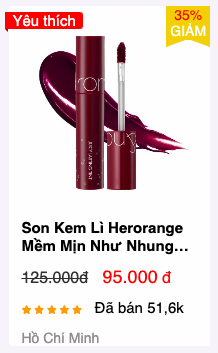 Yêu thích
35%
GIẢM
Son Kem Lì Herorange
Mềm Mịn Như Nhung...
125.000đ 95.000 đ
Đã bán 51,6k
Hồ Chí Minh